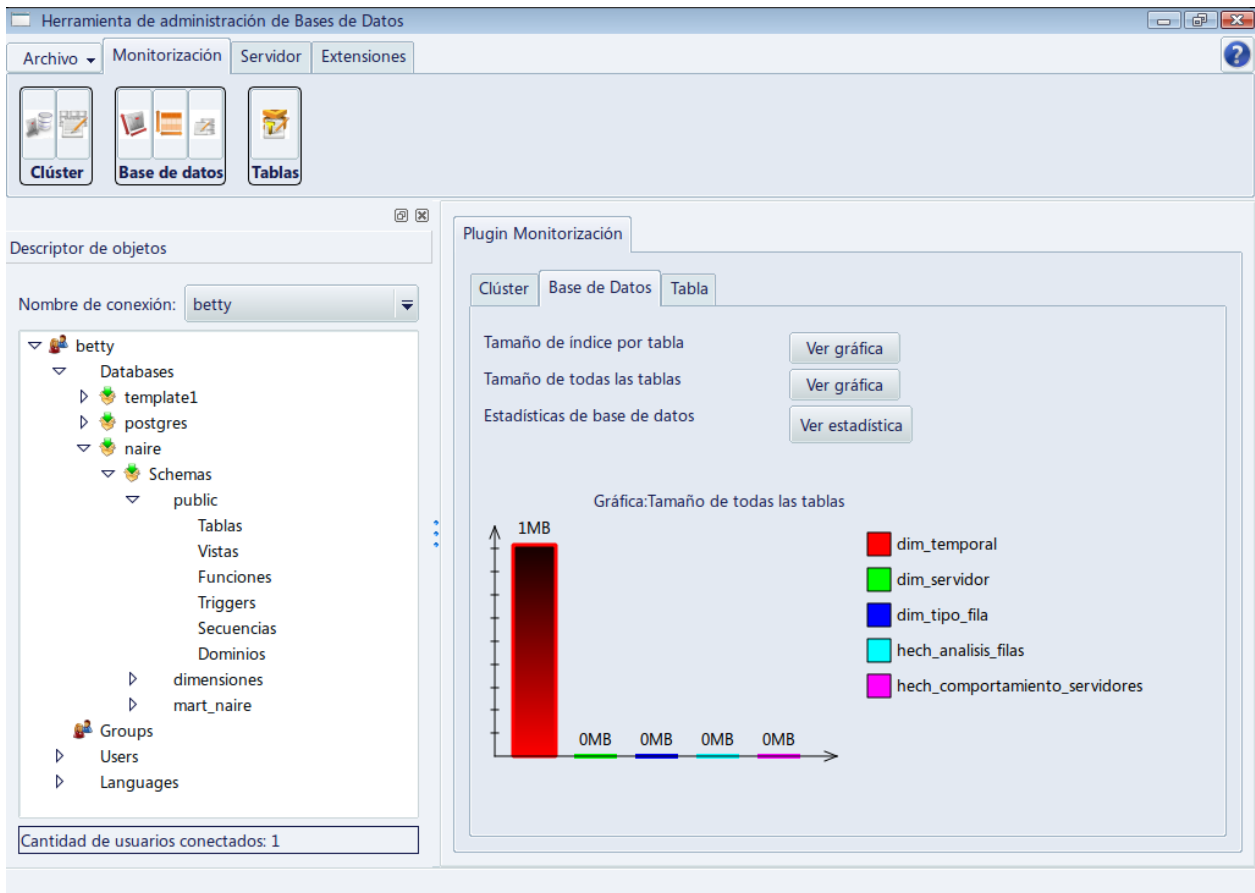 Herramienta de administración de Bases de Datos
Archivo Monitorización Servidor Extensiones
Clúster Base de datos Tablas
Descriptor de objetos
Nombre de conexión: betty
betty
Databases
template1
postgres
naire
Schemas
public
Tablas
Vistas
Funciones
Triggers
Secuencias
Dominios
dimensiones
mart_naire
Groups
Users
Languages
Cantidad de usuarios conectados: 1
Plugin Monitorización
Clúster Base de Datos Tabla
Tamaño de índice por tabla Ver gráfica
Tamaño de todas las tablas Ver gráfica
Estadísticas de base de datos Ver estadística
Gráfica:Tamaño de todas las tablas
1MB
0MB 0MB 0MB 0MB
dim_temporal
dim_servidor
dim_tipo_fila
hech_analisis_filas
hech_comportamiento_servidores